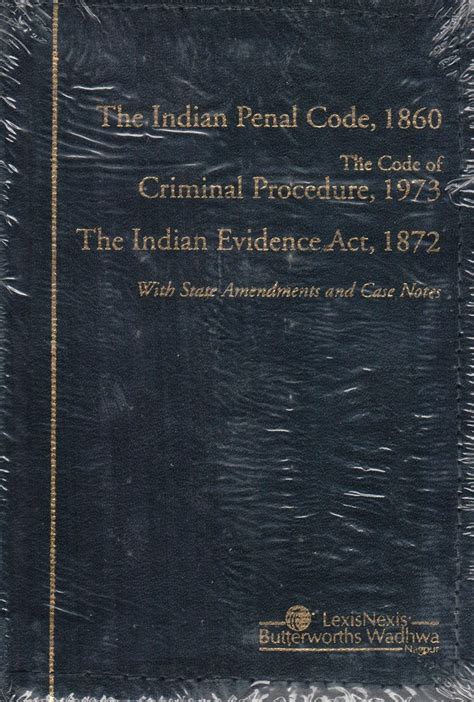 The Indian Penal Code, 1860
The Code of
Criminal Procedure, 1973
The Indian Evidence Act, 1872
With State Amendments and Case Notes
LexisNexis
Butterworths Wadhwa
Nagpur